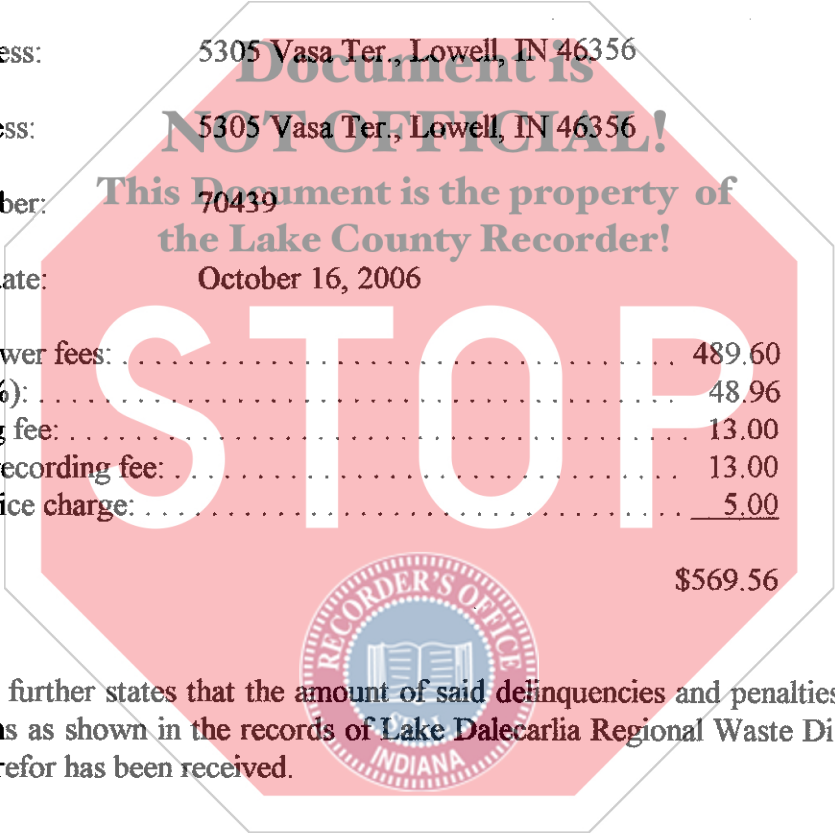 ess: 5305 Vasa Ter., Lowell, IN 46356
Document is
ess: 5305 Vasa Ter., Lowell, IN 46356
NOT OFFICIAL!
This Document is the property of
ber: 70439
the Lake County Recorder!
ate: October 16, 2006
STOP
wer fees: 489.60
%): 48.96
g fee: 13.00
recording fee: 13.00
ice charge: 5.00
$569.56
RECORDER'S OFFICE
further states that the amount of said delinquencies and penalties
ns as shown in the records of Lake Dalecarlia Regional Waste Di
SEAL
refor has been received.
INDIANA